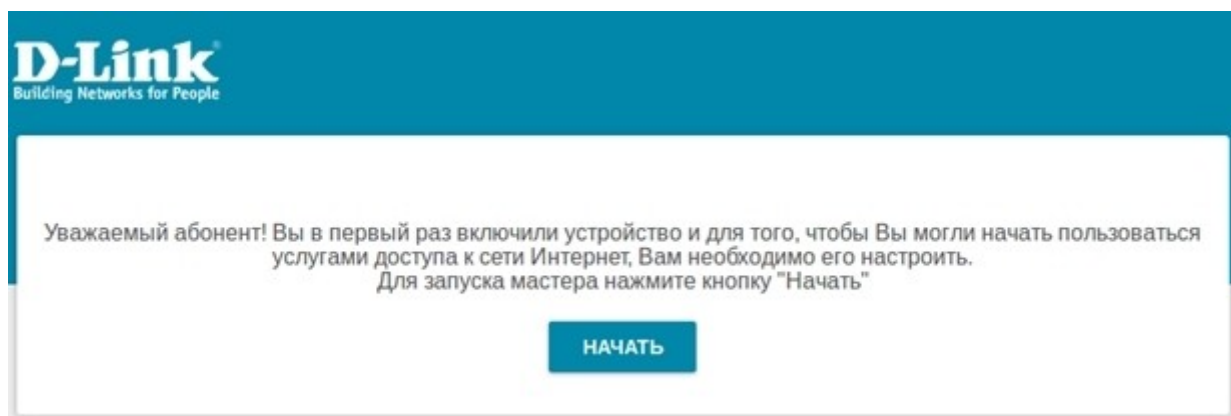 D-Link
Building Networks for People
Уважаемый абонент! Вы в первый раз включили устройство и для того, чтобы Вы могли начать пользоваться
услугами доступа к сети Интернет, Вам необходимо его настроить.
Для запуска мастера нажмите кнопку "Начать"
НАЧАТЬ